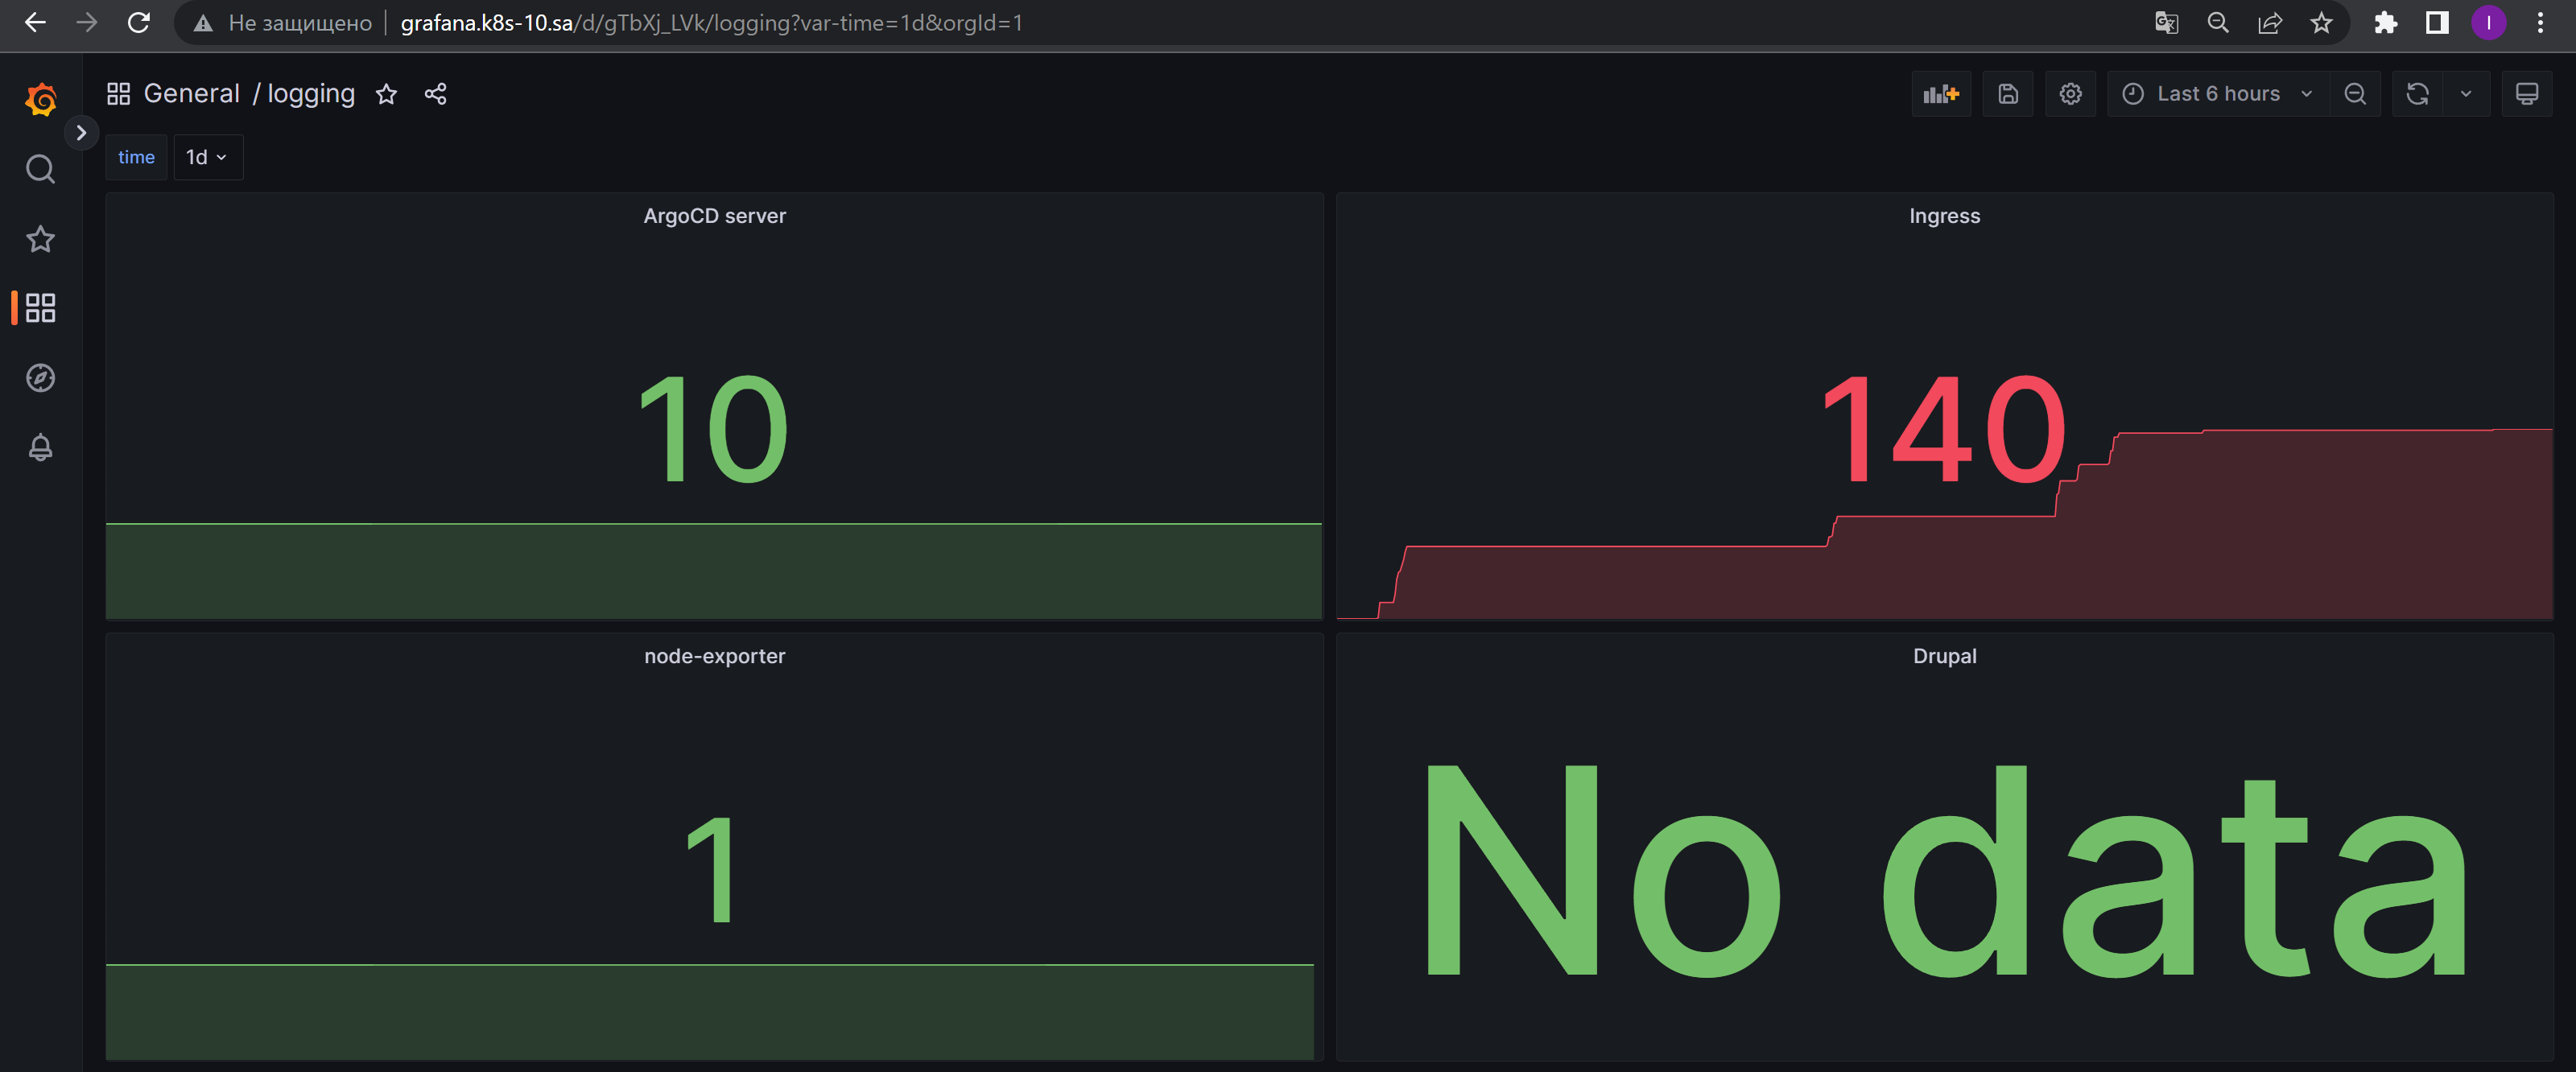 Не защищено grafana.k8s-10.sa/d/gTbXj_LVk/logging?var-time=1d&orgId=1
I
General / logging
Last 6 hours
time 1d
ArgoCD server
10
Ingress
140
node-exporter
1
Drupal
No data